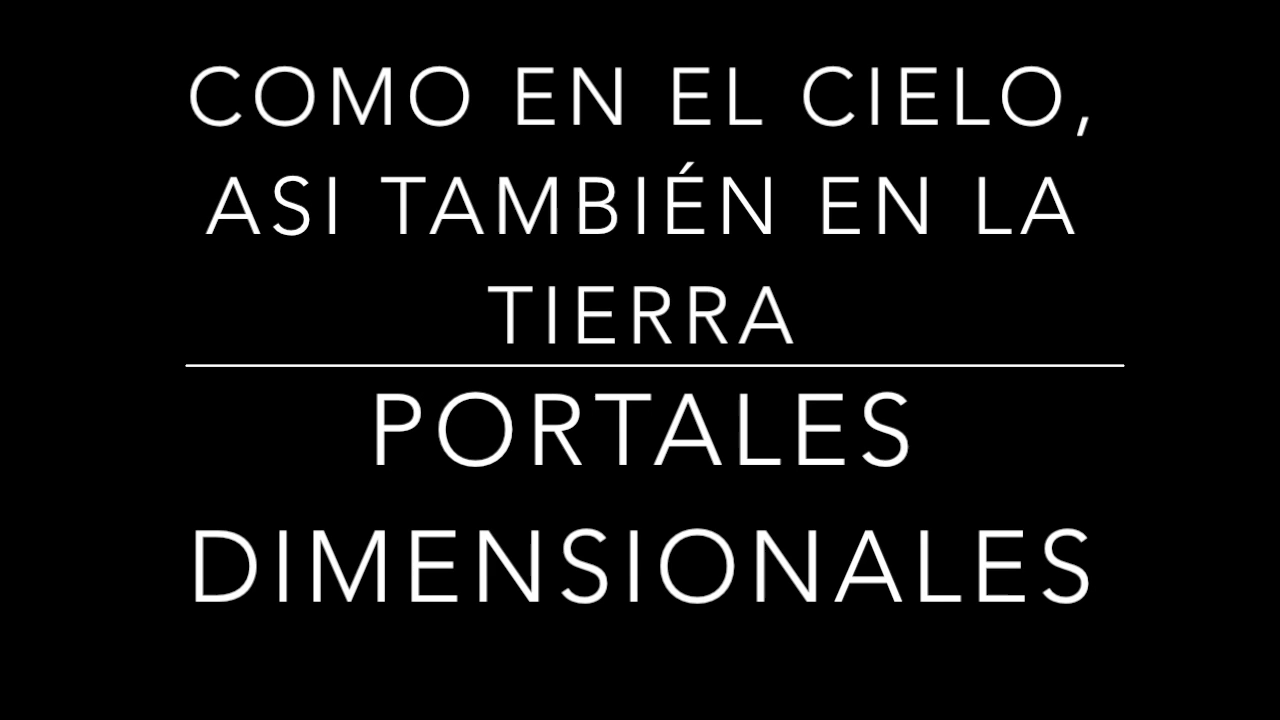 COMO EN EL CIELO,
ASI TAMBIÉN EN LA
TIERRA
PORTALES
DIMENSIONALES